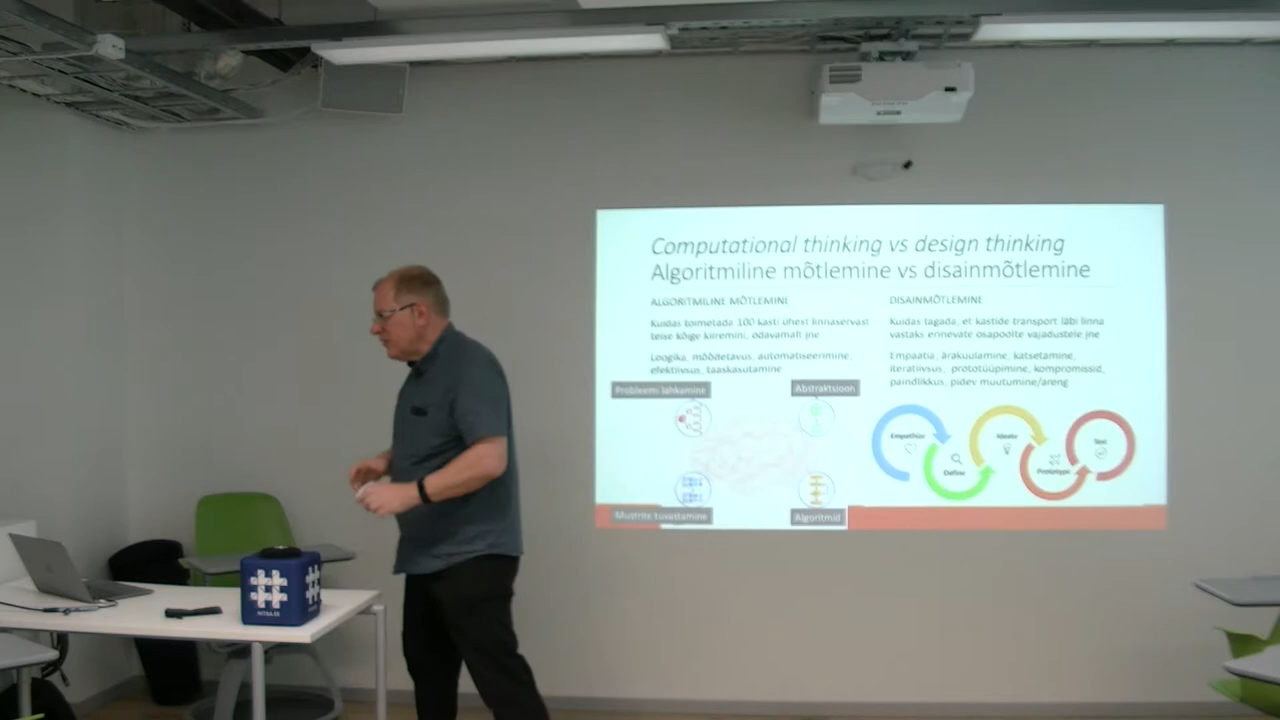 Computational thinking vs design thinking
Algoritmiline mõtlemine vs disainmõtlemine
ALGORITMILINE MÕTLEMINE
Kuidas toimetada 100 kasti ühest linnaservast
teise kõige kiiremini, odavamalt jne
Loogika, mõõdetavus, automatiseerimine,
efektiivsus, taaskasutamine
Probleemi lahkamine
Abstraktsioon
Mustrite tuvastamine
Algoritmid
DISAINMÕTLEMINE
Kuidas tagada, et kastide transport läbi linna
vastaks erinevate osapoolte vajadustele jne
Empaatia, ärakuulamine, katsetamine,
iteratiivsus, prototüüpimine, kompromissid,
paindlikkus, pidev muutumine/areng
Empathize
Define
Ideate
Prototype
Test